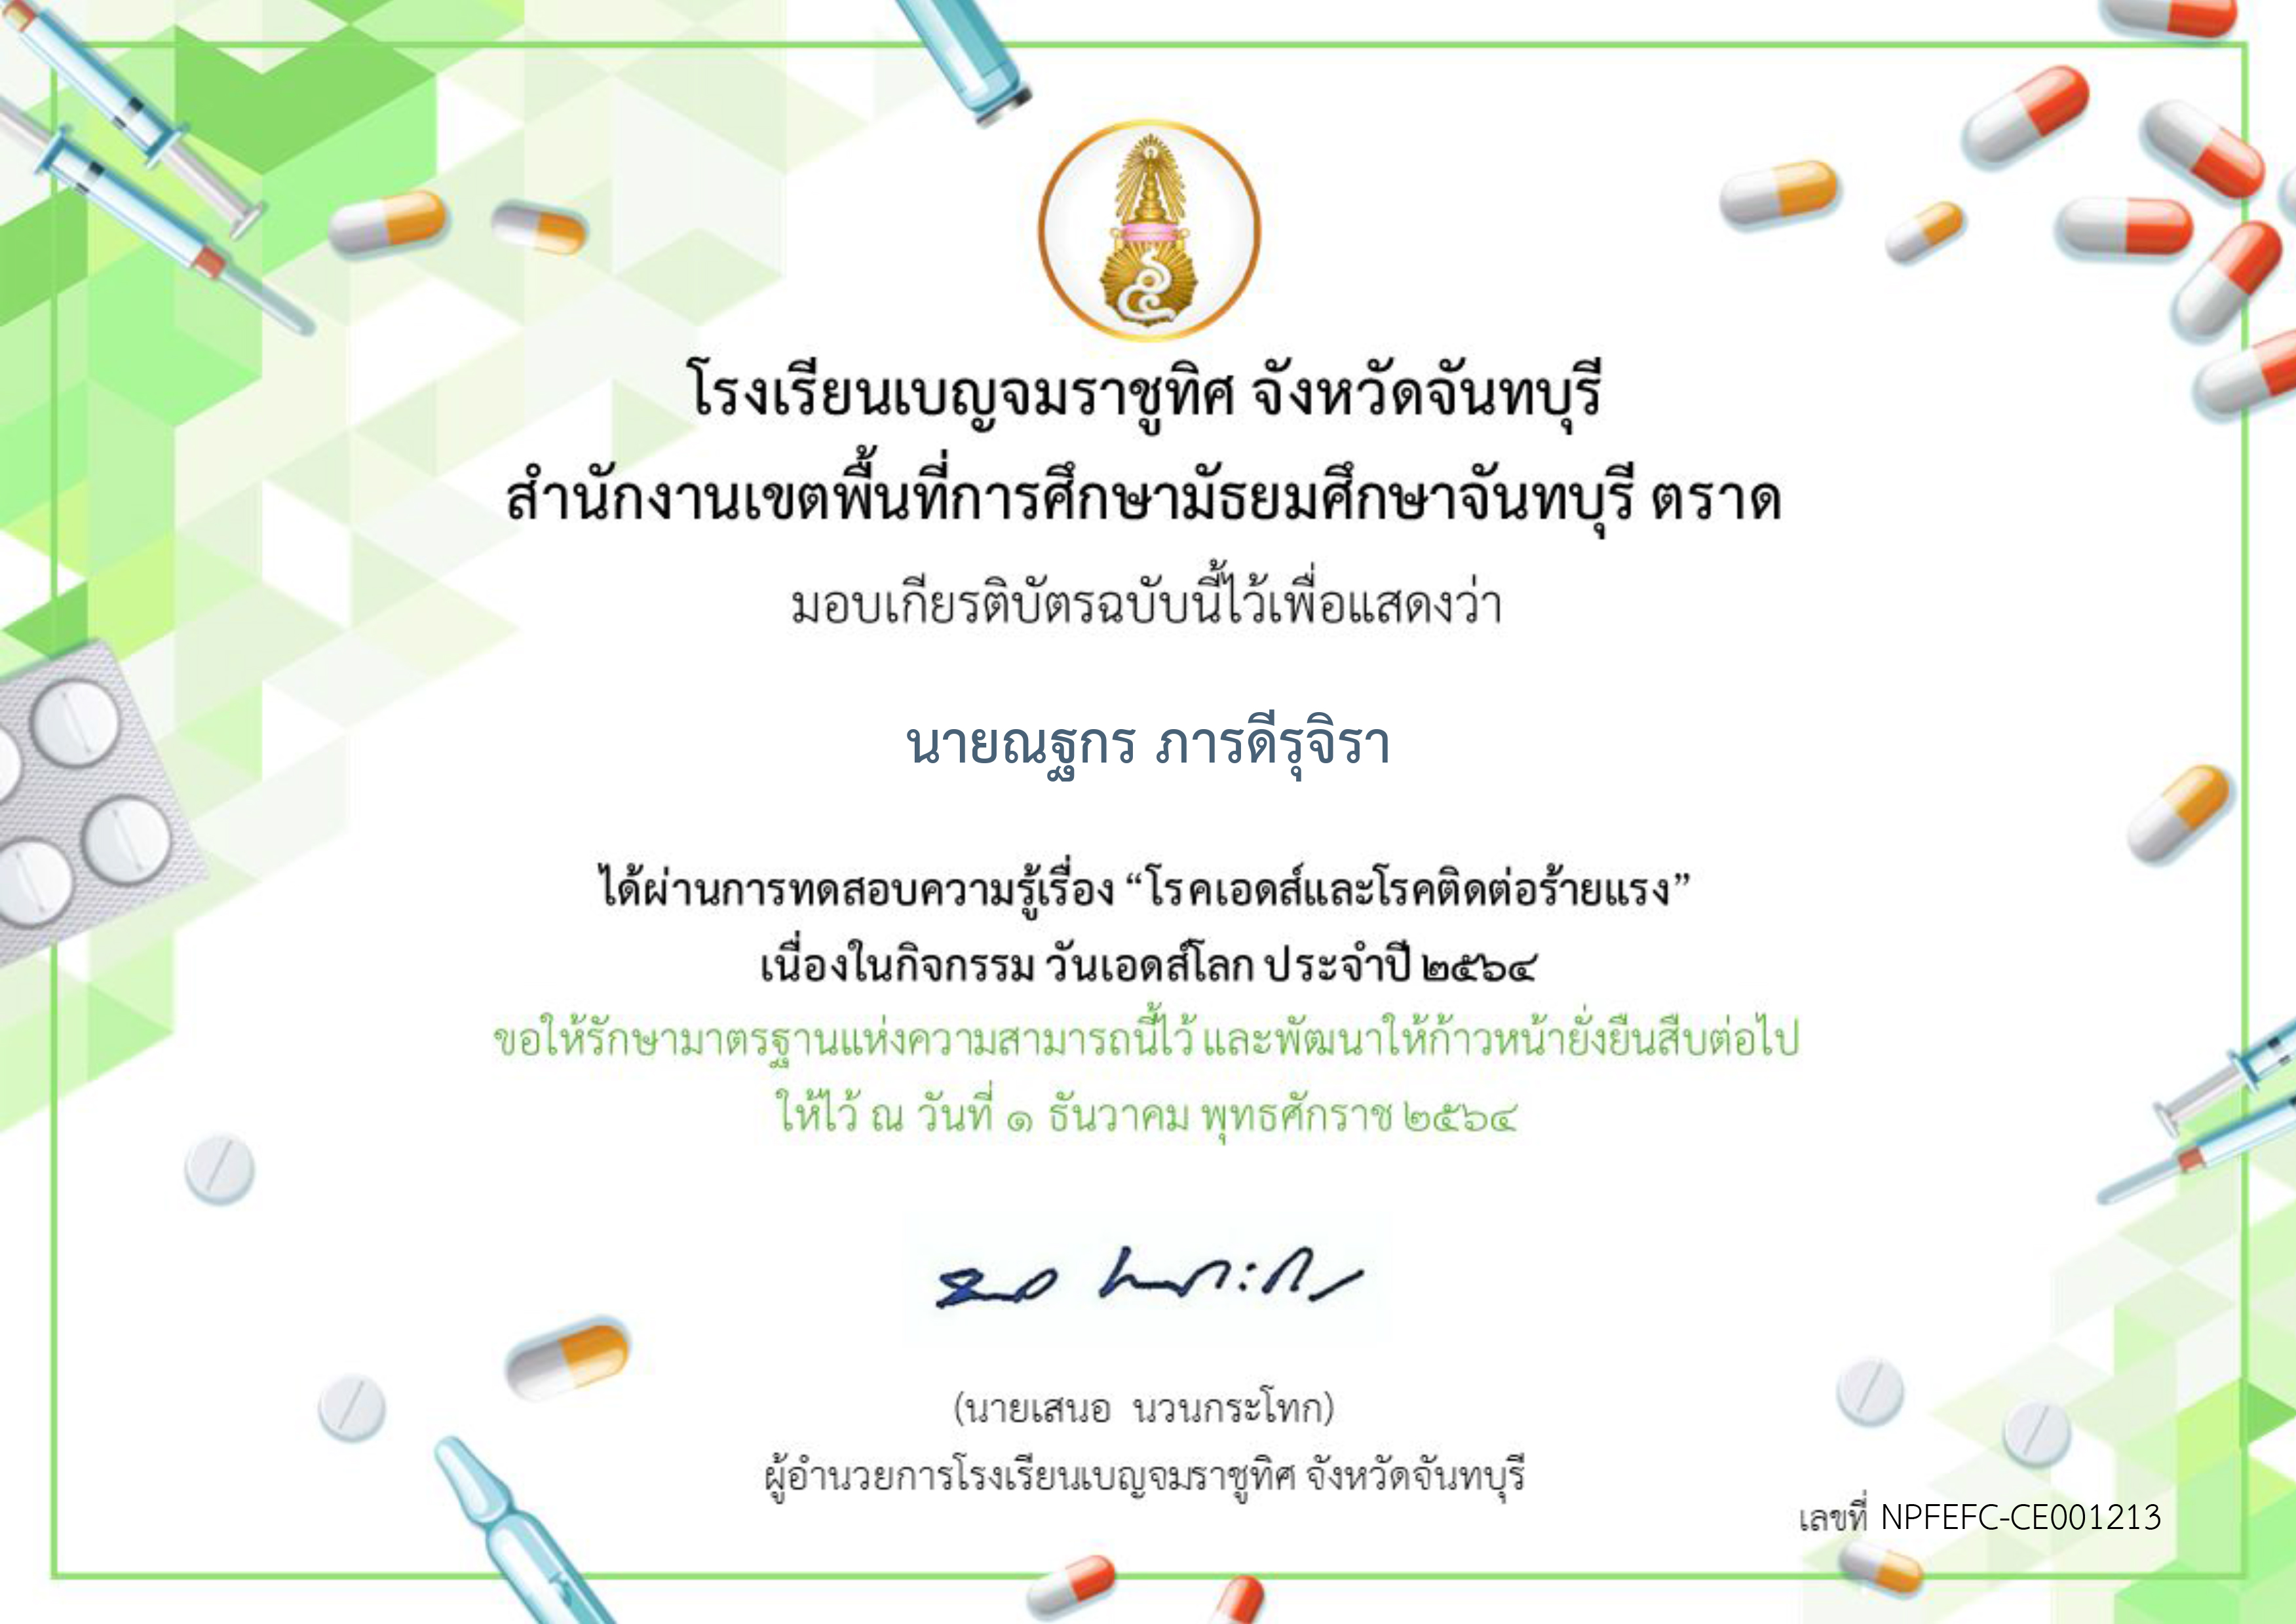 โรงเรียนเบญจมราชูทิศ จังหวัดจันทบุรี
สำนักงานเขตพื้นที่การศึกษามัธยมศึกษาจันทบุรี ตราด
มอบเกียรติบัตรฉบับนี้ไว้เพื่อแสดงว่า
นายณฐกร ภารดีรุจิรา
ได้ผ่านการทดสอบความรู้เรื่อง “โรคเอดส์และโรคติดต่อร้ายแรง”
เนื่องในกิจกรรม วันเอดส์โลก ประจำปี ๒๕๖๔
ขอให้รักษามาตรฐานแห่งความสามารถนี้ไว้ และพัฒนาให้ก้าวหน้ายั่งยืนสืบต่อไป
ให้ไว้ ณ วันที่ ๑ ธันวาคม พุทธศักราช ๒๕๖๔
(นายเสนอ นวนกระโทก)
ผู้อำนวยการโรงเรียนเบญจมราชูทิศ จังหวัดจันทบุรี
เลขที่ NPFEFC-CE001213